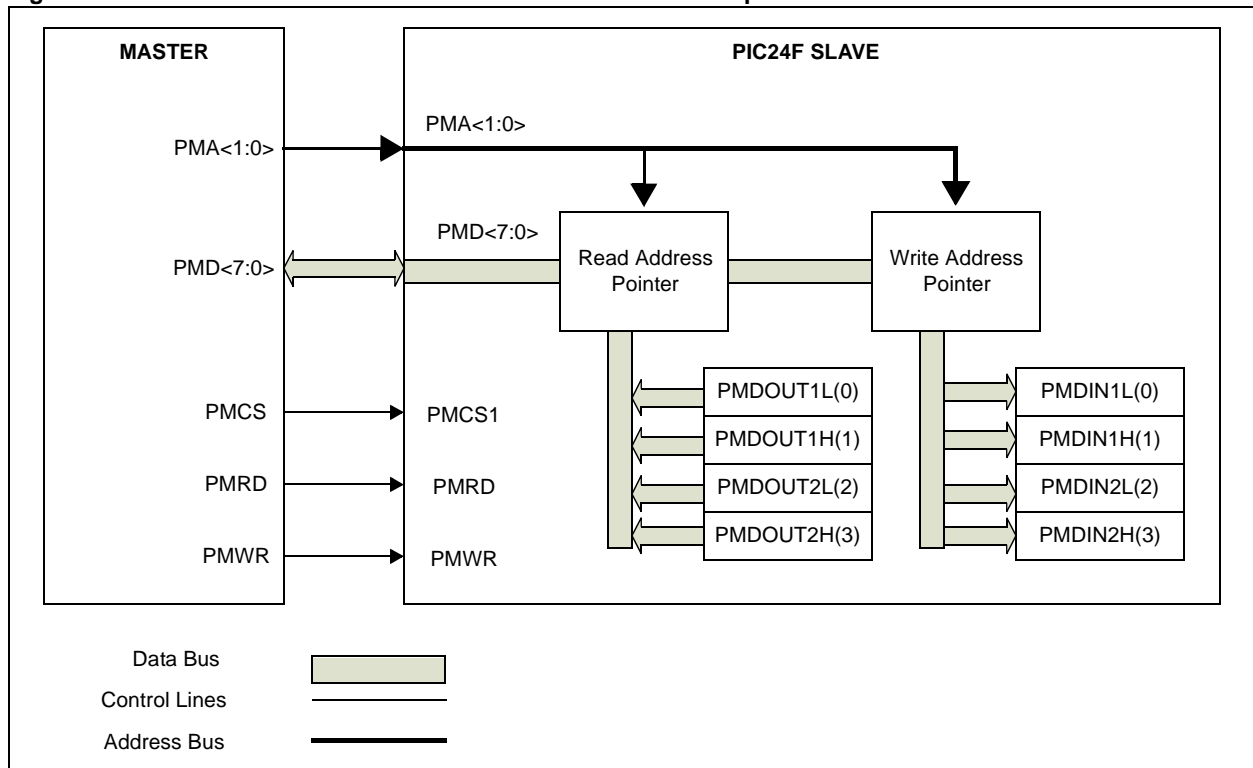 MASTER
PIC24F SLAVE
PMA<1:0>
PMA<1:0>
PMD<7:0>
PMD<7:0>
Read Address
Pointer
Write Address
Pointer
PMCS
PMCS1
PMRD
PMRD
PMWR
PMWR
PMDOUT1L(0)
PMDOUT1H(1)
PMDOUT2L(2)
PMDOUT2H(3)
PMDIN1L(0)
PMDIN1H(1)
PMDIN2L(2)
PMDIN2H(3)
Data Bus
Control Lines
Address Bus